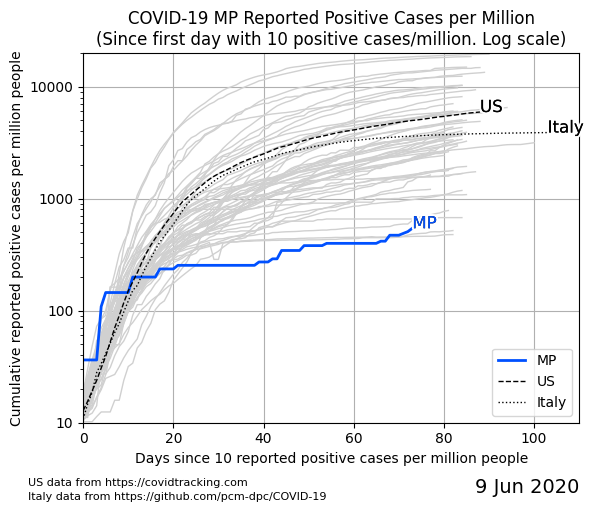 COVID-19 MP Reported Positive Cases per Million
(Since first day with 10 positive cases/million. Log scale)
Cumulative reported positive cases per million people
10000
1000
100
10
US
Italy
MP
MP
US
Italy
0 20 40 60 80 100
Days since 10 reported positive cases per million people
US data from https://covidtracking.com
Italy data from https://github.com/pcm-dpc/COVID-19
9 Jun 2020